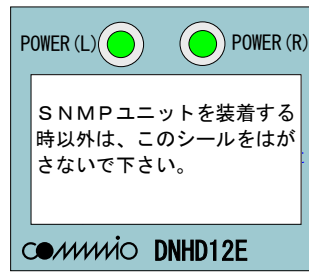 POWER(L) POWER(R)
SNMPユニットを装着する
時以外は、このシールをはが
さないで下さい。
commio DNHD12E